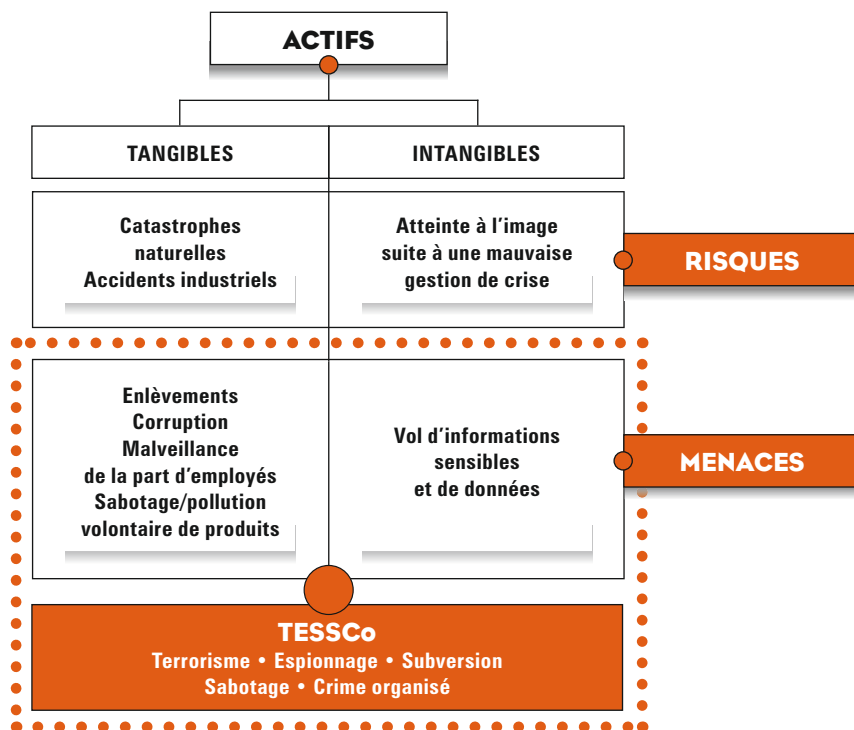 ACTIFS
TANGIBLES
INTANGIBLES
Catastrophes
naturelles
Accidents industriels
Atteinte à l'image
suite à une mauvaise
gestion de crise
RISQUES
Enlèvements
Corruption
Malveillance
de la part d'employés
Sabotage/pollution
volontaire de produits
Vol d'informations
sensibles
et de données
MENACES
TESSCo
Terrorisme • Espionnage • Subversion
Sabotage • Crime organisé